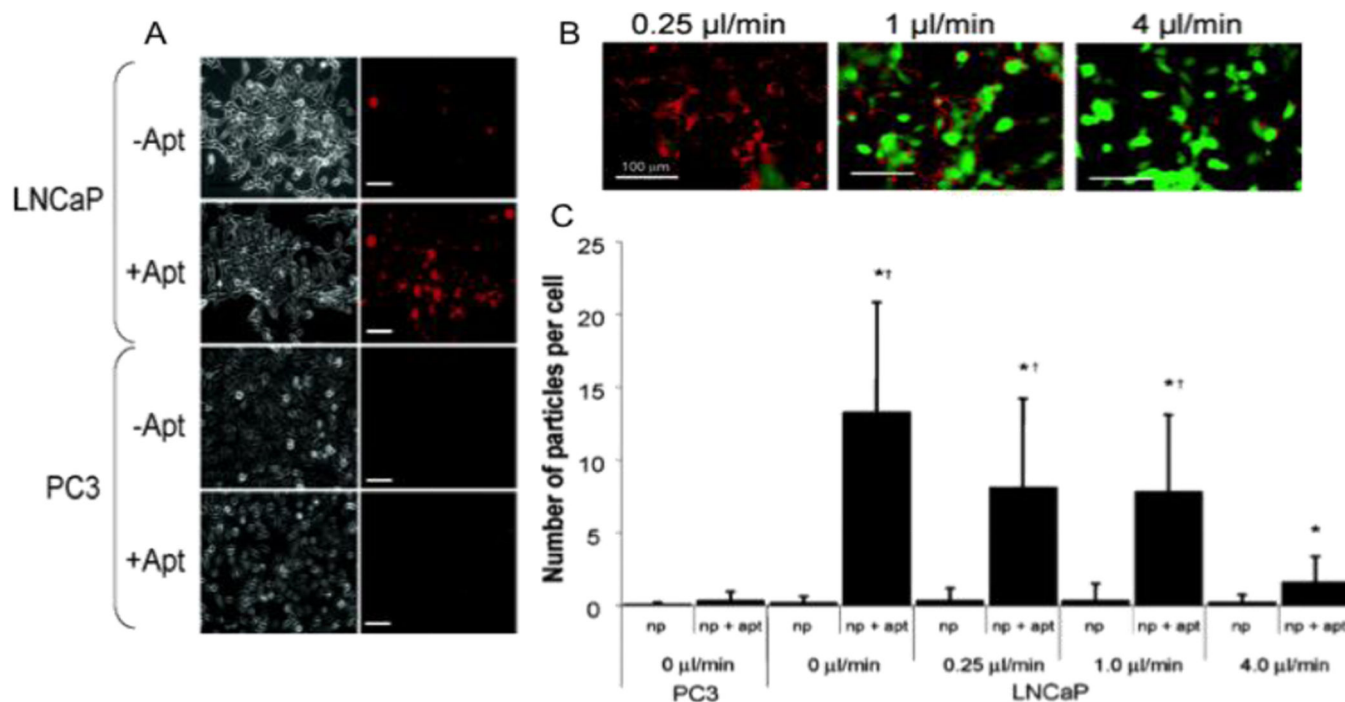 A
LNCaP
-Apt
+Apt
PC3
-Apt
+Apt
B
0.25 µl/min
1 µl/min
4 µl/min
100 µm
C
Number of particles per cell
25
20
15
10
5
0
*†
*†
*†
*
np
np + apt
np
np + apt
np
np + apt
np
np + apt
np
np + apt
0 µl/min
0 µl/min
0.25 µl/min
1.0 µl/min
4.0 µl/min
PC3
LNCaP